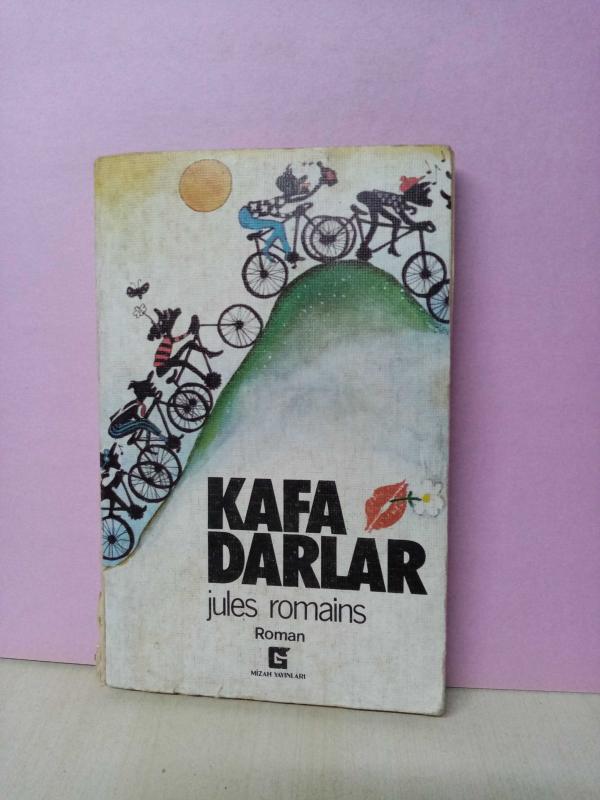 KAFA
DARLAR
jules romains
Roman
G
MİZAH YAYINLARI